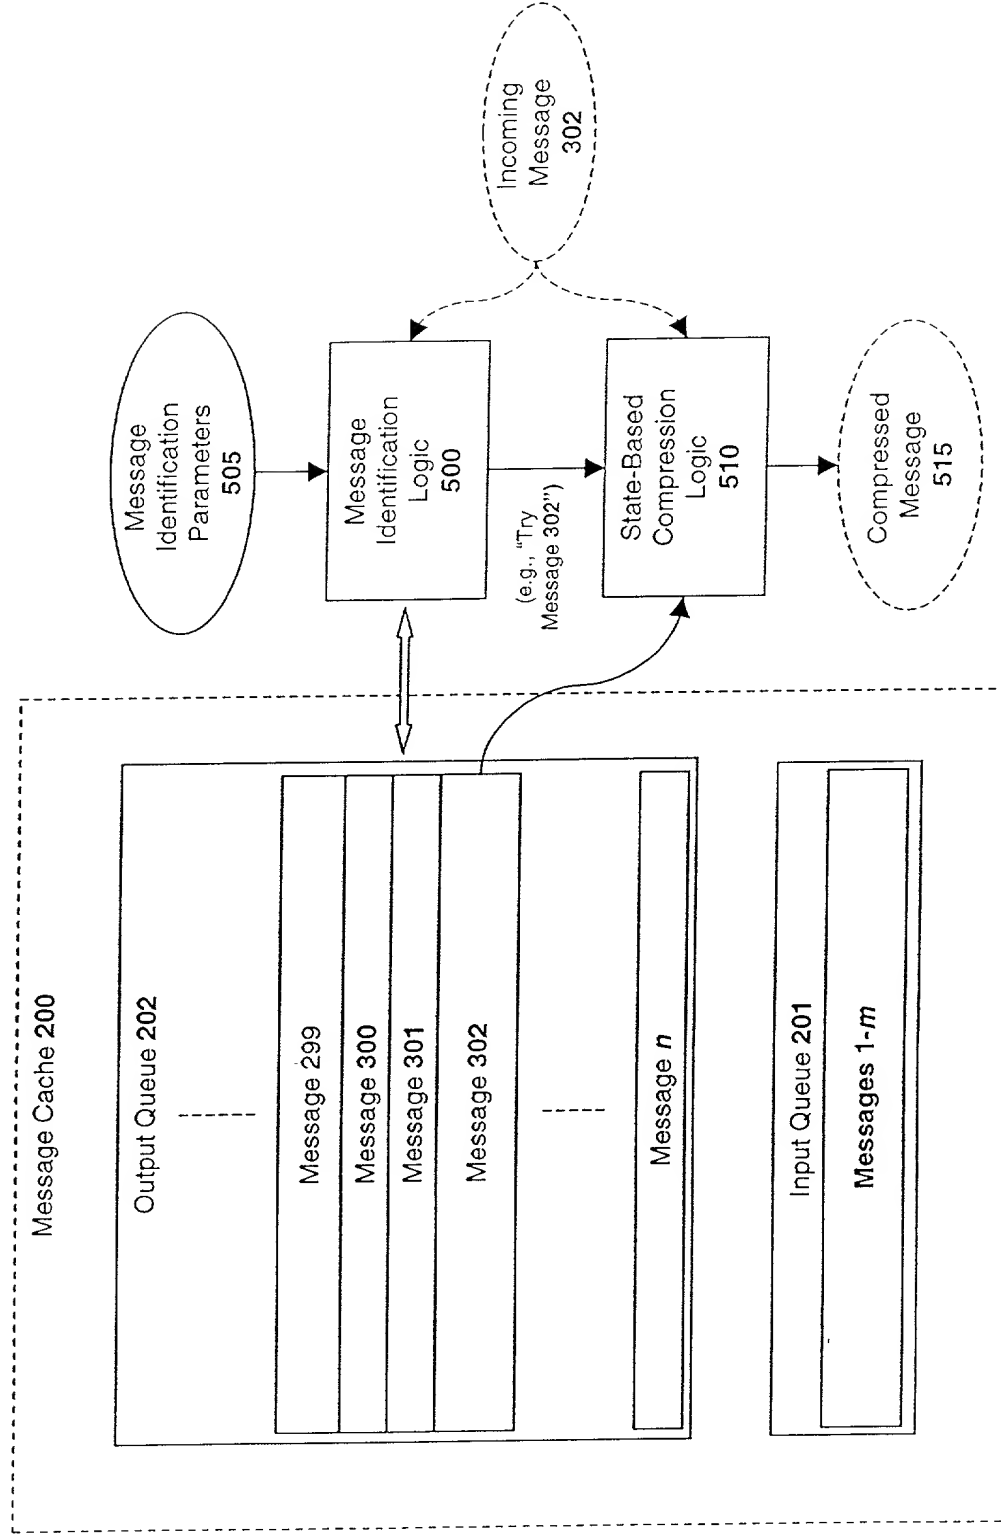 Message Cache 200
Output Queue 202
Message 299
Message 300
Message 301
Message 302
Message n
Input Queue 201
Messages 1-m
Message
Identification
Parameters
505
Message
Identification
Logic
500
(e.g., “Try
Message 302”)
State-Based
Compression
Logic
510
Compressed
Message
515
Incoming
Message
302